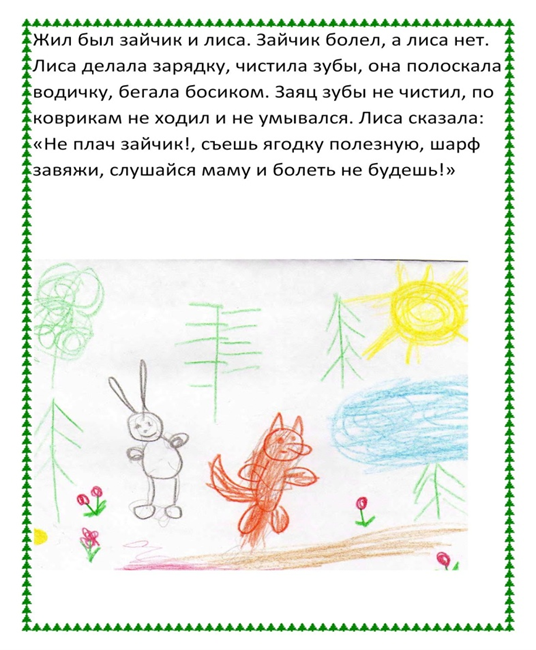 Жил был зайчик и лиса. Зайчик болел, а лиса нет.
Лиса делала зарядку, чистила зубы, она полоскала
водичку, бегала босиком. Заяц зубы не чистил, по
коврикам не ходил и не умывался. Лиса сказала:
«Не плач зайчик!, съешь ягодку полезную, шарф
завяжи, слушайся маму и болеть не будешь!»